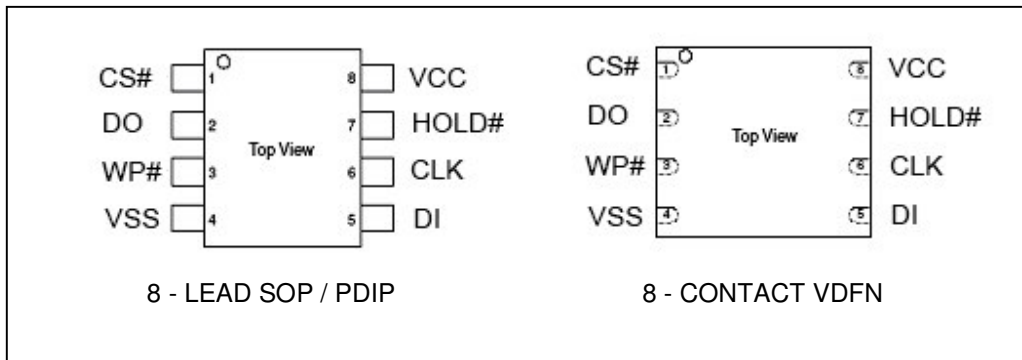 CS# 1 8 VCC
DO 2 7 HOLD#
Top View
WP# 3 6 CLK
VSS 4 5 DI
8 - LEAD SOP / PDIP
CS# 1 8 VCC
DO 2 7 HOLD#
Top View
WP# 3 6 CLK
VSS 4 5 DI
8 - CONTACT VDFN